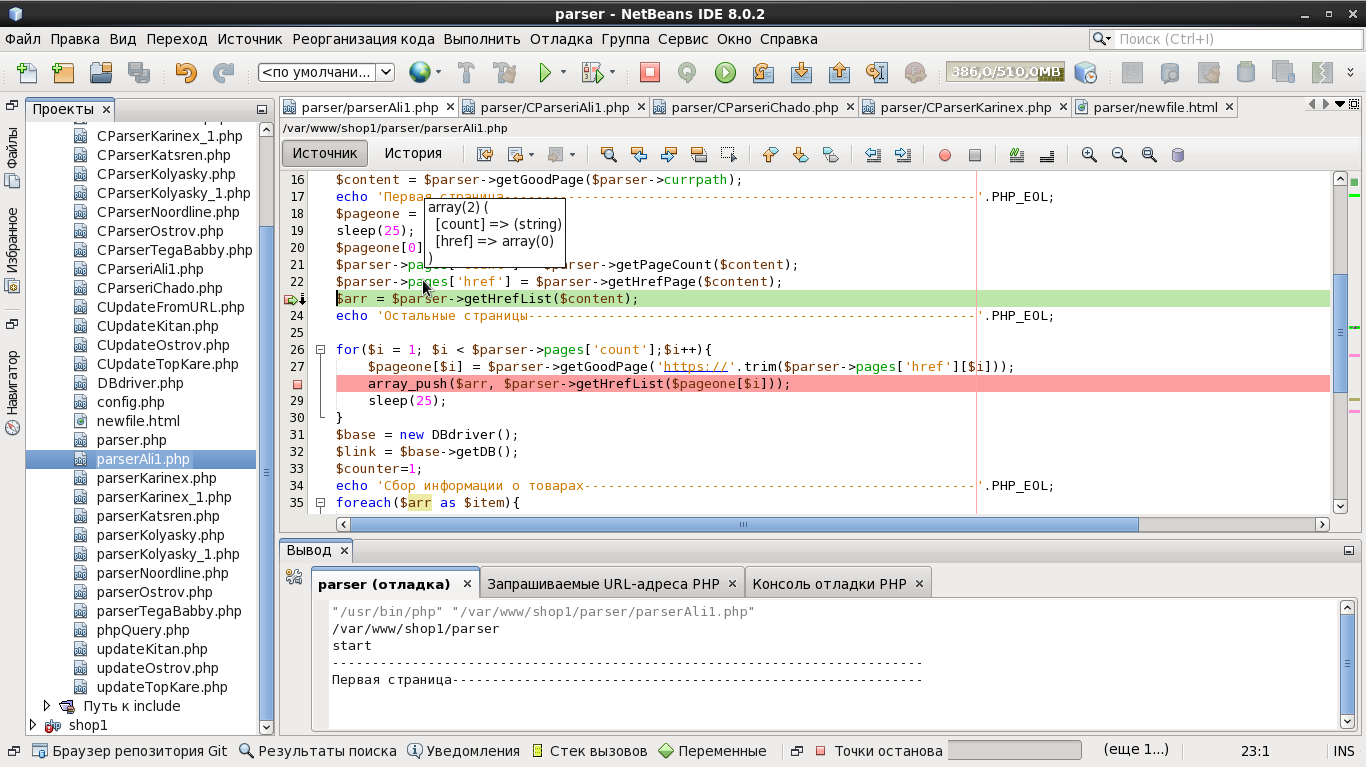 parser - NetBeans IDE 8.0.2
Файл Правка Вид Переход Источник Реорганизация кода Выполнить Отладка Группа Сервис Окно Справка
Поиск (Ctrl+I)
<по умолчани...
386,0/510,0MB
Файлы
Навигатор
Проекты
CParserKarinex_1.php
CParserKatsren.php
CParserKolyasky.php
CParserKolyasky_1.php
CParserNoordline.php
CParserOstrov.php
CParserTegaBabby.php
CParseriAli1.php
CParseriChado.php
CUpdateFromURL.php
CUpdateKitan.php
CUpdateOstrov.php
CUpdateTopKare.php
DBdriver.php
config.php
newfile.html
parser.php
parserAli1.php
parserKarinex.php
parserKarinex_1.php
parserKatsren.php
parserKolyasky.php
parserKolyasky_1.php
parserNoordline.php
parserOstrov.php
parserTegaBabby.php
phpQuery.php
updateKitan.php
updateOstrov.php
updateTopKare.php
Путь к include
shop1
parser/parserAli1.php parser/CParseriAli1.php parser/CParseriChado.php parser/CParserKarinex.php parser/newfile.html
/var/www/shop1/parser/parserAli1.php
Источник История
16 $content = $parser->getGoodPage($parser->currpath);
17 echo 'Первая страница------------------------------------------------------------'.PHP_EOL;
18 $pageone =
19 sleep(25);
20 $pageone[0]
21 $parser->pages['count'] = $parser->getPageCount($content);
22 $parser->pages['href'] = $parser->getHrefPage($content);
$arr = $parser->getHrefList($content);
24 echo 'Остальные страницы--------------------------------------------------------'.PHP_EOL;
25
26 for($i = 1; $i < $parser->pages['count'];$i++){
27 $pageone[$i] = $parser->getGoodPage('https://'.trim($parser->pages['href'][$i]));
array_push($arr, $parser->getHrefList($pageone[$i]));
29 sleep(25);
30 }
31 $base = new DBdriver();
32 $link = $base->getDB();
33 $counter=1;
34 echo 'Сбор информации о товарах-------------------------------------------------'.PHP_EOL;
35 foreach($arr as $item){
array(2) (
[count] => (string)
[href] => array(0)
)
Вывод
parser (отладка) Запрашиваемые URL-адреса PHP Консоль отладки PHP
"/usr/bin/php" "/var/www/shop1/parser/parserAli1.php"
/var/www/shop1/parser
start
---------------------------------------------------------------------------
Первая страница------------------------------------------------------------
Браузер репозитория Git Результаты поиска Уведомления Стек вызовов Переменные Точки останова (еще 1...) 23:1 INS